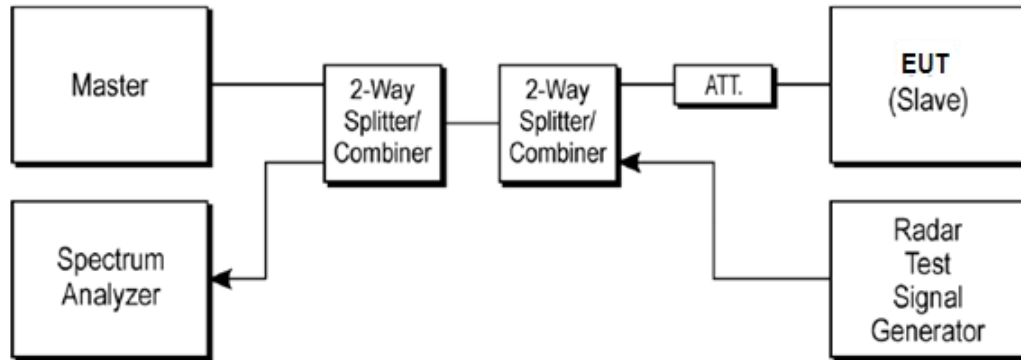 Master
2-Way
Splitter/
Combiner
2-Way
Splitter/
Combiner
ATT.
EUT
(Slave)
Spectrum
Analyzer
Radar
Test
Signal
Generator